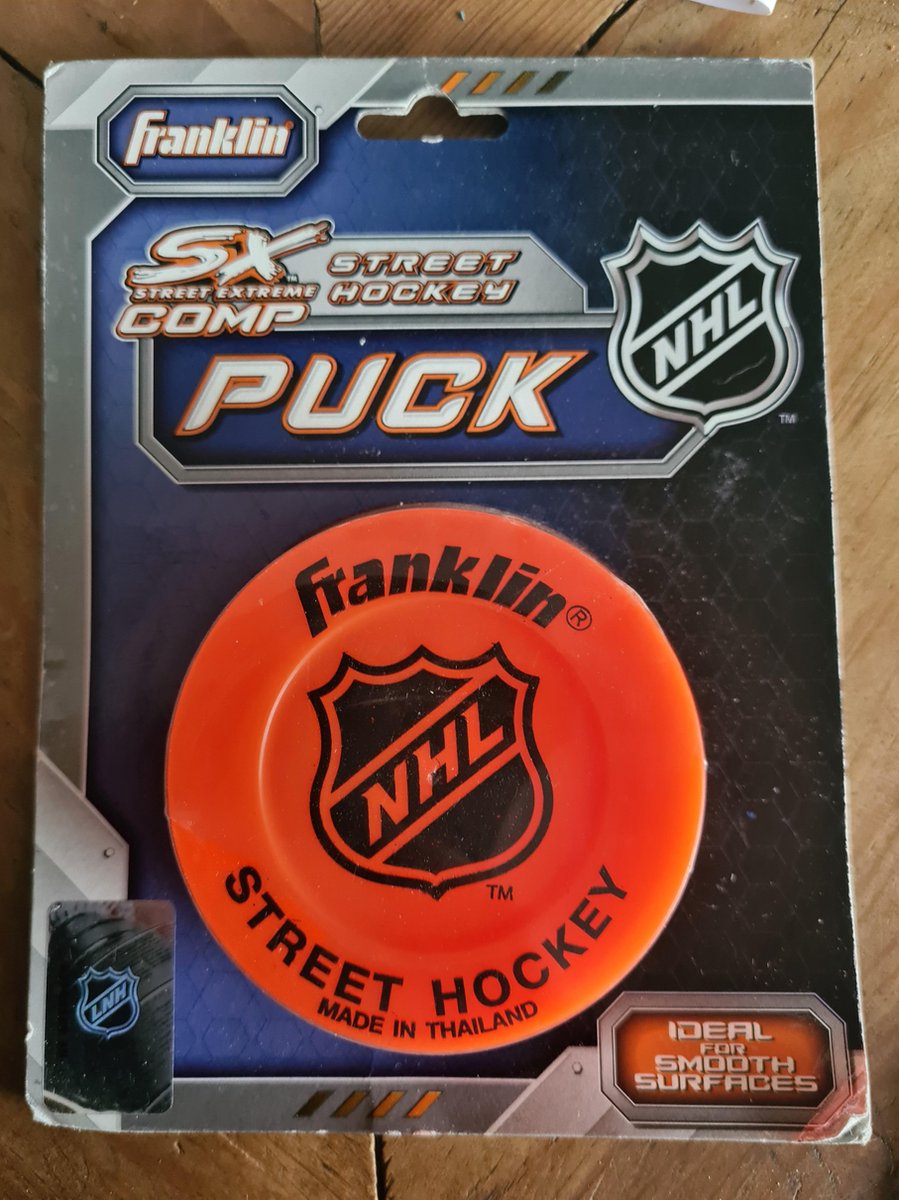 Franklin®
SX™
STREET EXTREME
COMP
STREET
HOCKEY
PUCK
NHL
TM
Franklin®
NHL
TM
STREET HOCKEY
MADE IN THAILAND
LNH
IDEAL
FOR
SMOOTH
SURFACES